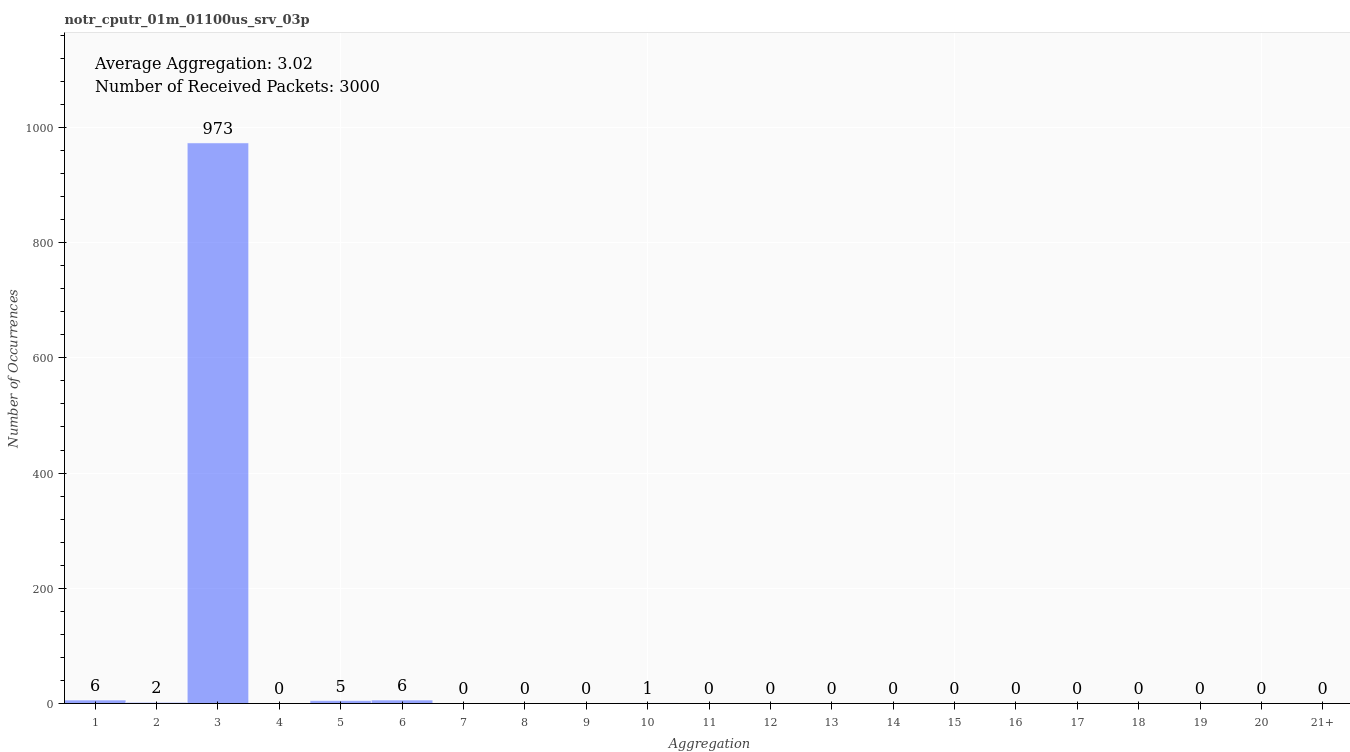 notr_cputr_01m_01100us_srv_03p
Average Aggregation: 3.02
Number of Received Packets: 3000
1000
973
800
Number of Occurrences
600
400
200
6 2 0 5 6 0 0 0 1 0 0 0 0 0 0 0 0 0 0 0
0
1 2 3 4 5 6 7 8 9 10 11 12 13 14 15 16 17 18 19 20 21+
Aggregation